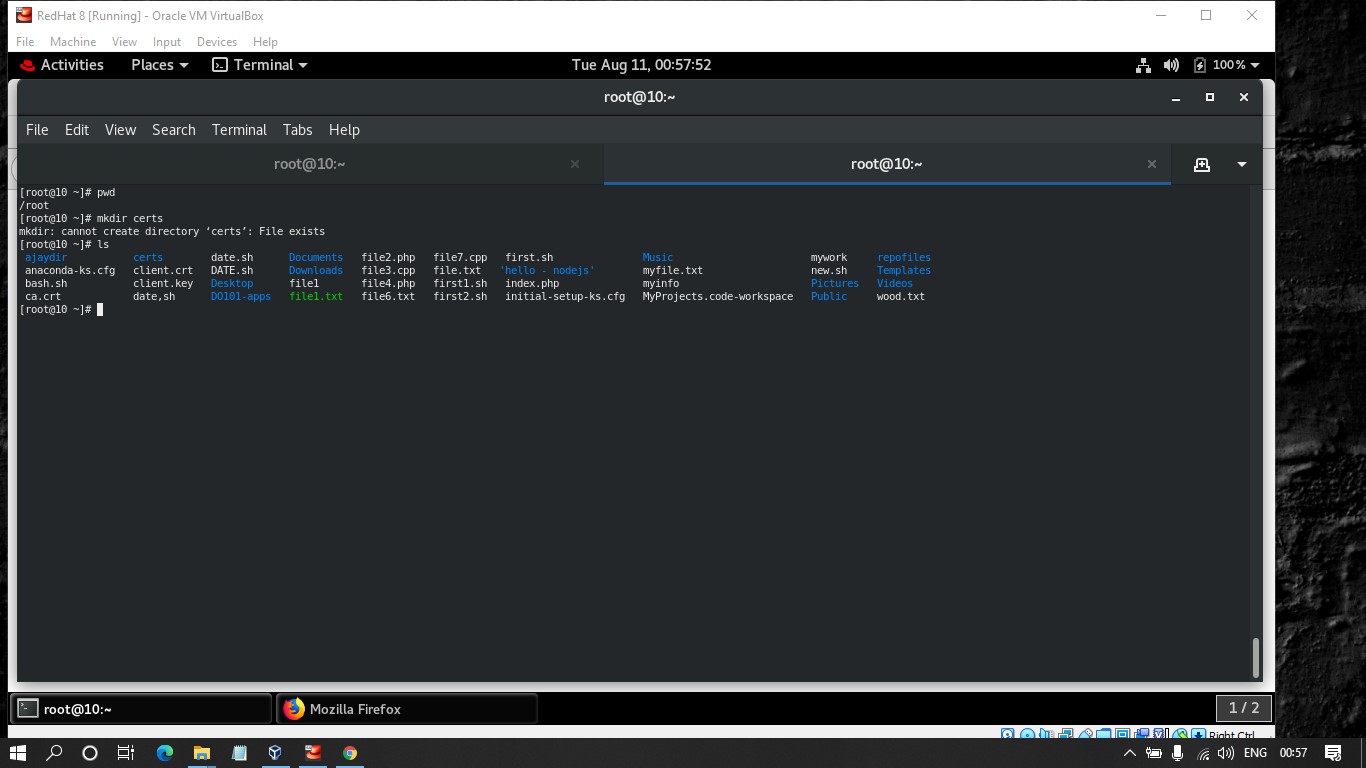 RedHat 8 [Running] - Oracle VM VirtualBox
File Machine View Input Devices Help
Activities Places Terminal Tue Aug 11, 00:57:52 100%
root@10:~
File Edit View Search Terminal Tabs Help
root@10:~ root@10:~
[root@10 ~]# pwd
/root
[root@10 ~]# mkdir certs
mkdir: cannot create directory ‘certs’: File exists
[root@10 ~]# ls
ajaydir certs date.sh Documents file2.php file7.cpp first.sh Music mywork repofiles
anaconda-ks.cfg client.crt DATE.sh Downloads file3.cpp file.txt 'hello - nodejs' myfile.txt new.sh Templates
bash.sh client.key Desktop file1 file4.php first1.sh index.php myinfo Pictures Videos
ca.crt date,sh DO101-apps file1.txt file6.txt first2.sh initial-setup-ks.cfg MyProjects.code-workspace Public wood.txt
[root@10 ~]#
root@10:~ Mozilla Firefox 1 / 2
Right Ctrl
ENG 00:57